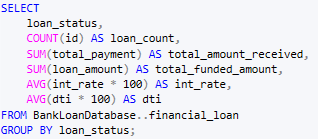 SELECT
loan_status,
COUNT(id) AS loan_count,
SUM(total_payment) AS total_amount_received,
SUM(loan_amount) AS total_funded_amount,
AVG(int_rate * 100) AS int_rate,
AVG(dti * 100) AS dti
FROM BankLoanDatabase..financial_loan
GROUP BY loan_status;